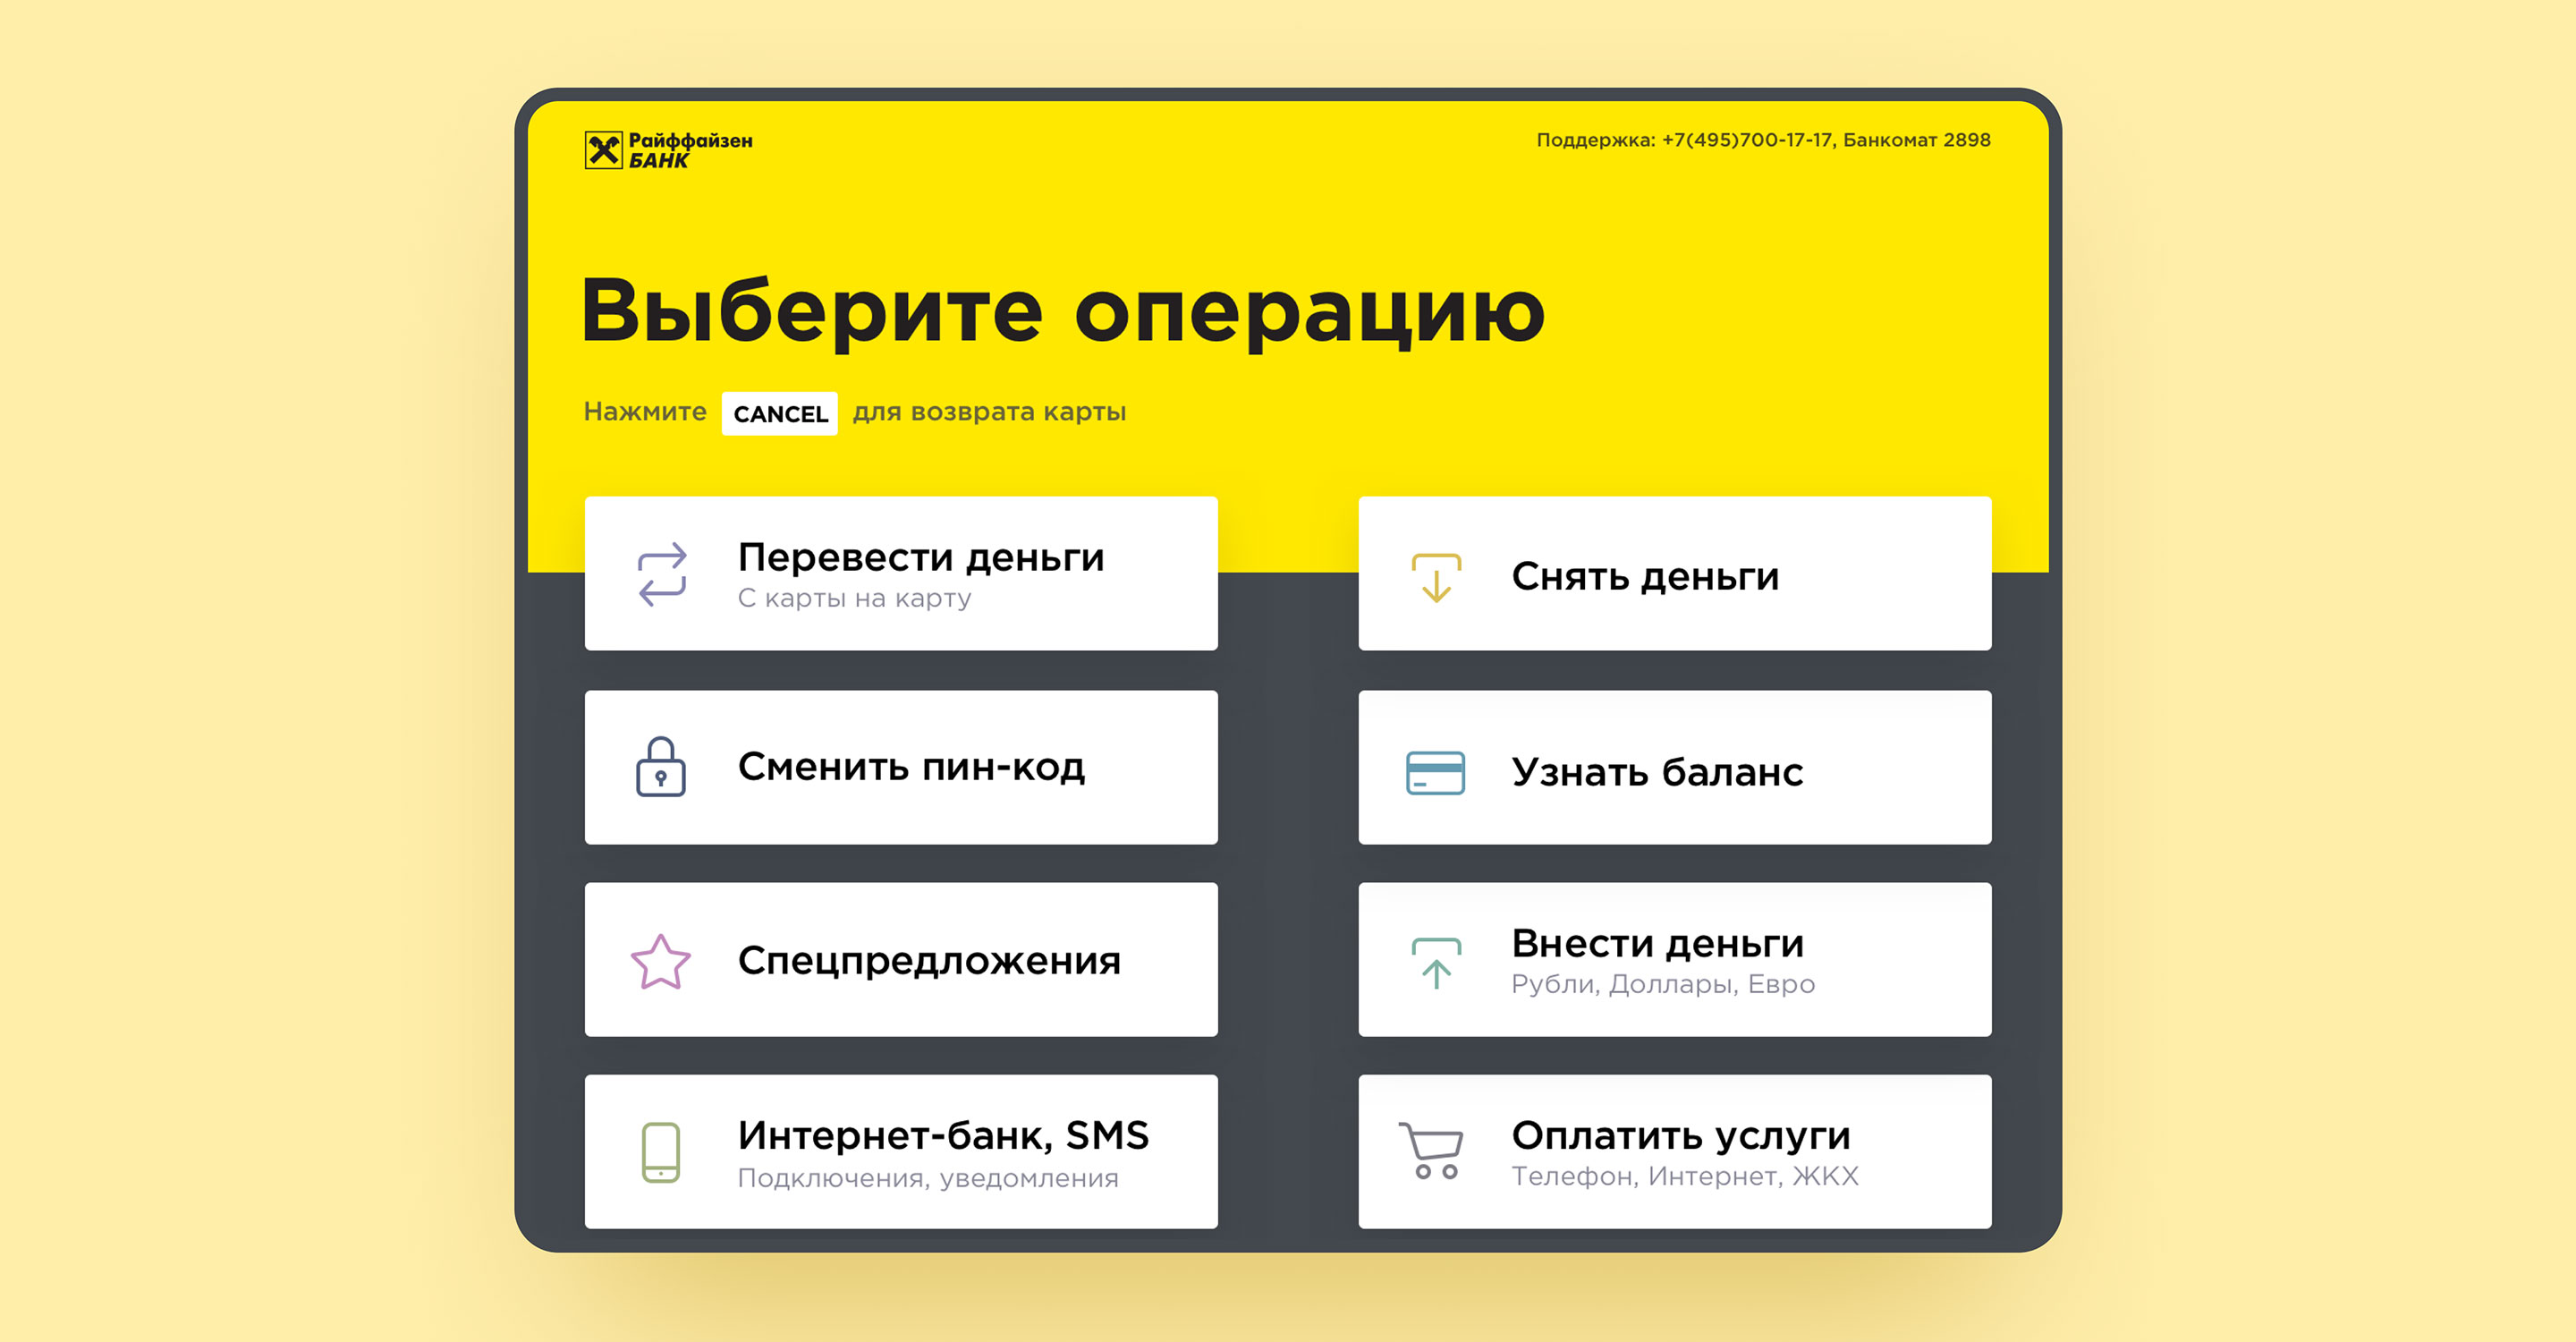 Райффайзен
БАНК
Поддержка: +7(495)700-17-17, Банкомат 2898
Выберите операцию
Нажмите CANCEL для возврата карты
Перевести деньги
С карты на карту
Снять деньги
Сменить пин-код
Узнать баланс
Спецпредложения
Внести деньги
Рубли, Доллары, Евро
Интернет-банк, SMS
Подключения, уведомления
Оплатить услуги
Телефон, Интернет, ЖКХ